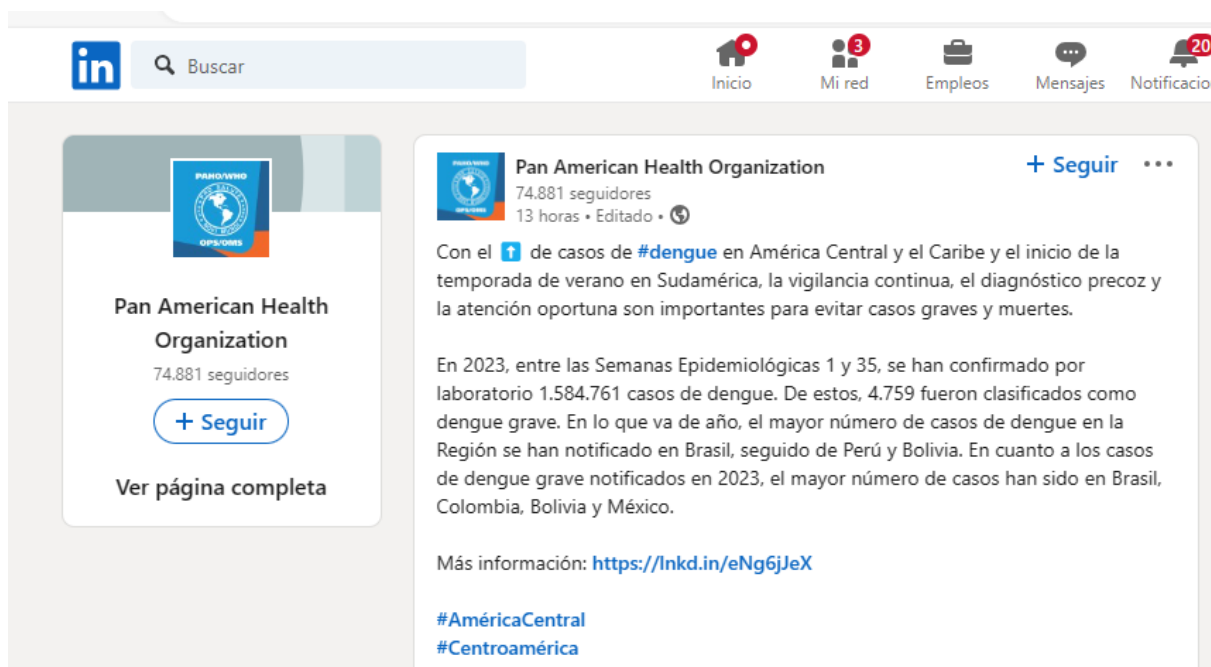 in
Buscar
Inicio
3
Mi red
Empleos
Mensajes
20
Notificacio
PAHO/WHO
OPS/OMS
Pan American Health
Organization
74.881 seguidores
+ Seguir
Ver página completa
PAHO/WHO
OPS/OMS
Pan American Health Organization
+ Seguir
74.881 seguidores
13 horas • Editado •
Con el ⬆ de casos de #dengue en América Central y el Caribe y el inicio de la
temporada de verano en Sudamérica, la vigilancia continua, el diagnóstico precoz y
la atención oportuna son importantes para evitar casos graves y muertes.
En 2023, entre las Semanas Epidemiológicas 1 y 35, se han confirmado por
laboratorio 1.584.761 casos de dengue. De estos, 4.759 fueron clasificados como
dengue grave. En lo que va de año, el mayor número de casos de dengue en la
Región se han notificado en Brasil, seguido de Perú y Bolivia. En cuanto a los casos
de dengue grave notificados en 2023, el mayor número de casos han sido en Brasil,
Colombia, Bolivia y México.
Más información: https://lnkd.in/eNg6jJeX
#AméricaCentral
#Centroamérica